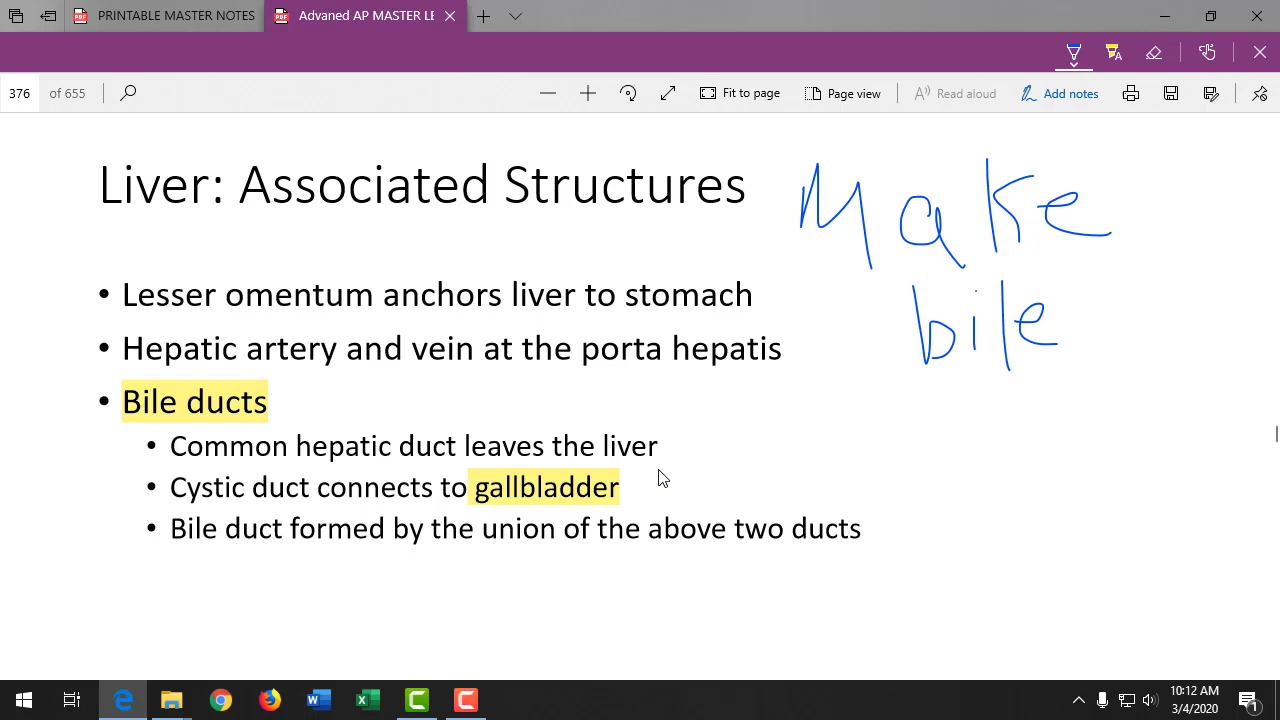 PRINTABLE MASTER NOTES
Advaned AP MASTER LE
376 of 655
Fit to page
Page view
Read aloud
Add notes
Liver: Associated Structures
Make
bile
• Lesser omentum anchors liver to stomach
• Hepatic artery and vein at the porta hepatis
• Bile ducts
• Common hepatic duct leaves the liver
• Cystic duct connects to gallbladder
• Bile duct formed by the union of the above two ducts
10:12 AM
3/4/2020
1